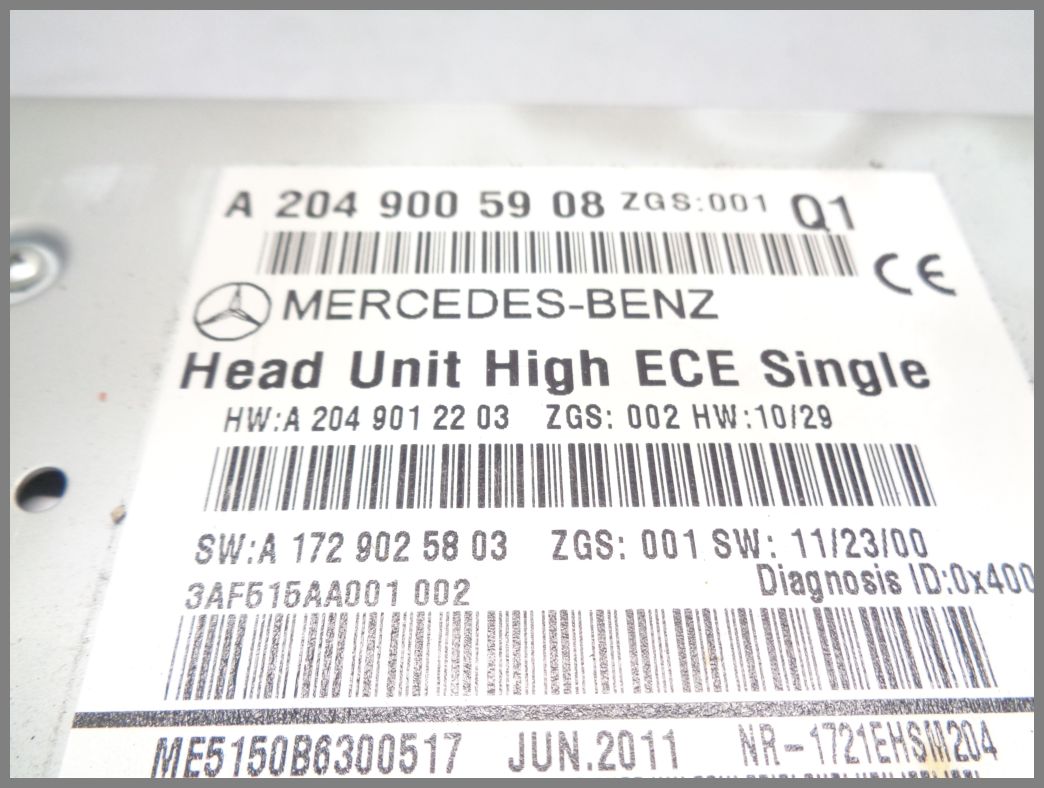 A 204 900 59 08 ZGS:001 Q1
CE
MERCEDES-BENZ
Head Unit High ECE Single
HW:A 204 901 22 03 ZGS: 002 HW:10/29
SW:A 172 902 58 03 ZGS: 001 SW: 11/23/00
3AF515AA001 002 Diagnosis ID:0x400
ME5150B6300517 JUN.2011 NR-1721EHSM204